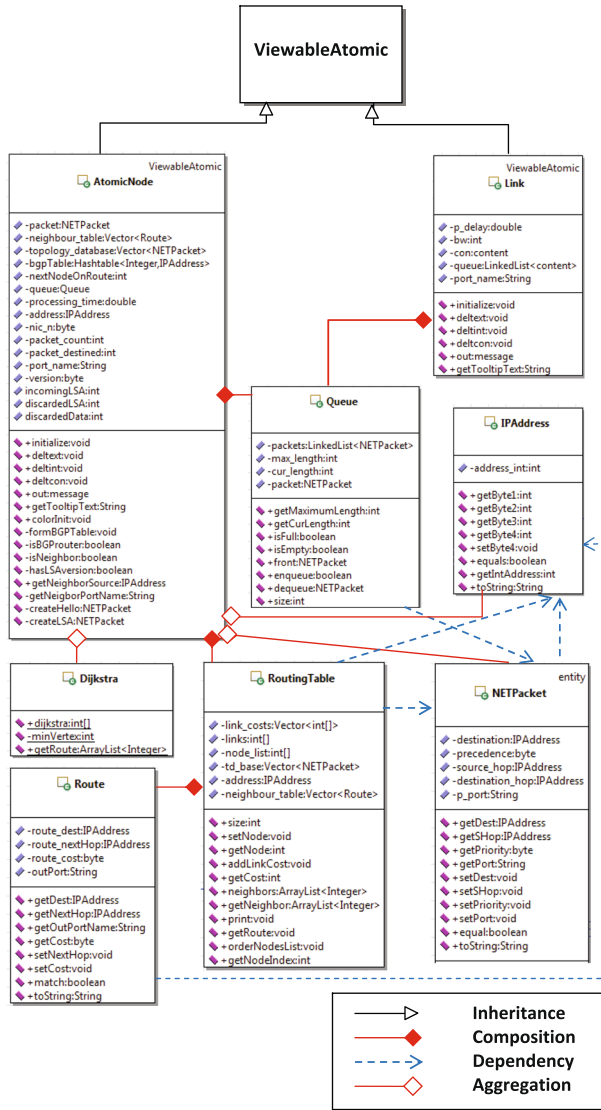 ViewableAtomic
ViewableAtomic
AtomicNode
-packet:NETPacket
-neighbour_table:Vector<Route>
-topology_database:Vector<NETPacket>
-bgpTable:Hashtable<Integer,IPAddress>
-nextNodeOnRoute:int
-queue:Queue
-processing_time:double
-address:IPAddress
-nic_n:byte
-packet_count:int
-packet_destined:int
-port_name:String
-version:byte
incomingLSA:int
discardedLSA:int
discardedData:int
+initialize:void
+deltext:void
+deltint:void
+deltcon:void
+out:message
+getTooltipText:String
+colorInit:void
-formBGPTable:void
-isBGProuter:boolean
-isNeighbor:boolean
-hasLSAversion:boolean
+getNeighborSource:IPAddress
-getNeigborPortName:String
-createHello:NETPacket
-createLSA:NETPacket
ViewableAtomic
Link
-p_delay:double
-bw:int
-con:content
-queue:LinkedList<content>
-port_name:String
+initialize:void
+deltext:void
+deltint:void
+deltcon:void
+out:message
+getTooltipText:String
Queue
-packets:LinkedList<NETPacket>
-max_length:int
-cur_length:int
-packet:NETPacket
+getMaximumLength:int
+getCurLength:int
+isFull:boolean
+isEmpty:boolean
+front:NETPacket
+enqueue:boolean
+dequeue:NETPacket
+size:int
IPAddress
-address_int:int
+getByte1:int
+getByte2:int
+getByte3:int
+getByte4:int
+setByte4:void
+equals:boolean
+getIntAddress:int
+toString:String
Dijkstra
+dijkstra:int[]
-minVertex:int
+getRoute:ArrayList<Integer>
RoutingTable
-link_costs:Vector<int[]>
-links:int[]
-node_list:int[]
-td_base:Vector<NETPacket>
-address:IPAddress
-neighbour_table:Vector<Route>
+size:int
+setNode:void
+getNode:int
+addLinkCost:void
+getCost:int
+neighbors:ArrayList<Integer>
+getNeighbor:ArrayList<Integer>
+print:void
+getRoute:void
+orderNodesList:void
+getNodeIndex:int
entity
NETPacket
-destination:IPAddress
-precedence:byte
-source_hop:IPAddress
-destination_hop:IPAddress
-p_port:String
+getDest:IPAddress
+getSHop:IPAddress
+getPriority:byte
+getPort:String
+setDest:void
+setSHop:void
+setPriority:void
+setPort:void
+equal:boolean
+toString:String
Route
-route_dest:IPAddress
-route_nextHop:IPAddress
-route_cost:byte
-outPort:String
+getDest:IPAddress
+getNextHop:IPAddress
+getOutPortName:String
+getCost:byte
+setNextHop:void
+setCost:void
+match:boolean
+toString:String
Inheritance
Composition
Dependency
Aggregation